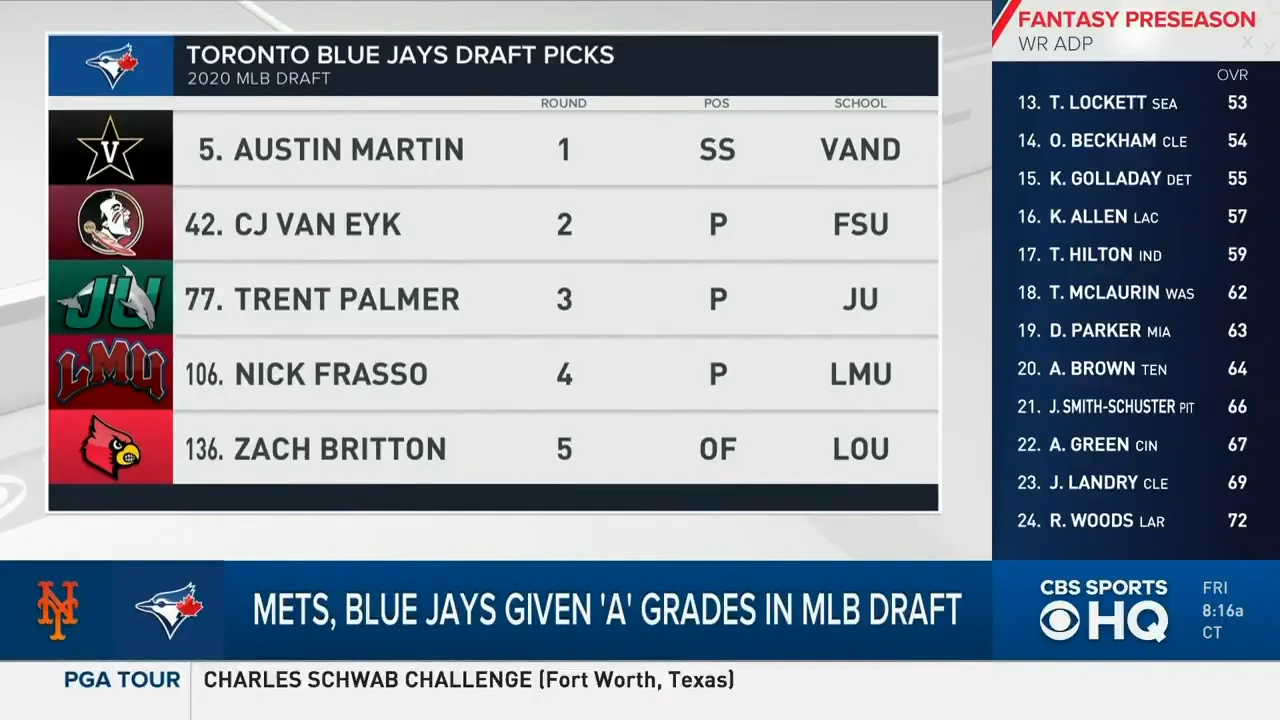 TORONTO BLUE JAYS DRAFT PICKS
2020 MLB DRAFT
ROUND POS SCHOOL
V 5. AUSTIN MARTIN 1 SS VAND
42. CJ VAN EYK 2 P FSU
JU 77. TRENT PALMER 3 P JU
LMU 106. NICK FRASSO 4 P LMU
136. ZACH BRITTON 5 OF LOU
FANTASY PRESEASON
WR ADP
OVR
13. T. LOCKETT SEA 53
14. O. BECKHAM CLE 54
15. K. GOLLADAY DET 55
16. K. ALLEN LAC 57
17. T. HILTON IND 59
18. T. MCLAURIN WAS 62
19. D. PARKER MIA 63
20. A. BROWN TEN 64
21. J. SMITH-SCHUSTER PIT 66
22. A. GREEN CIN 67
23. J. LANDRY CLE 69
24. R. WOODS LAR 72
NY METS, BLUE JAYS GIVEN 'A' GRADES IN MLB DRAFT
CBS SPORTS
HQ
FRI
8:16a
CT
PGA TOUR CHARLES SCHWAB CHALLENGE (Fort Worth, Texas)